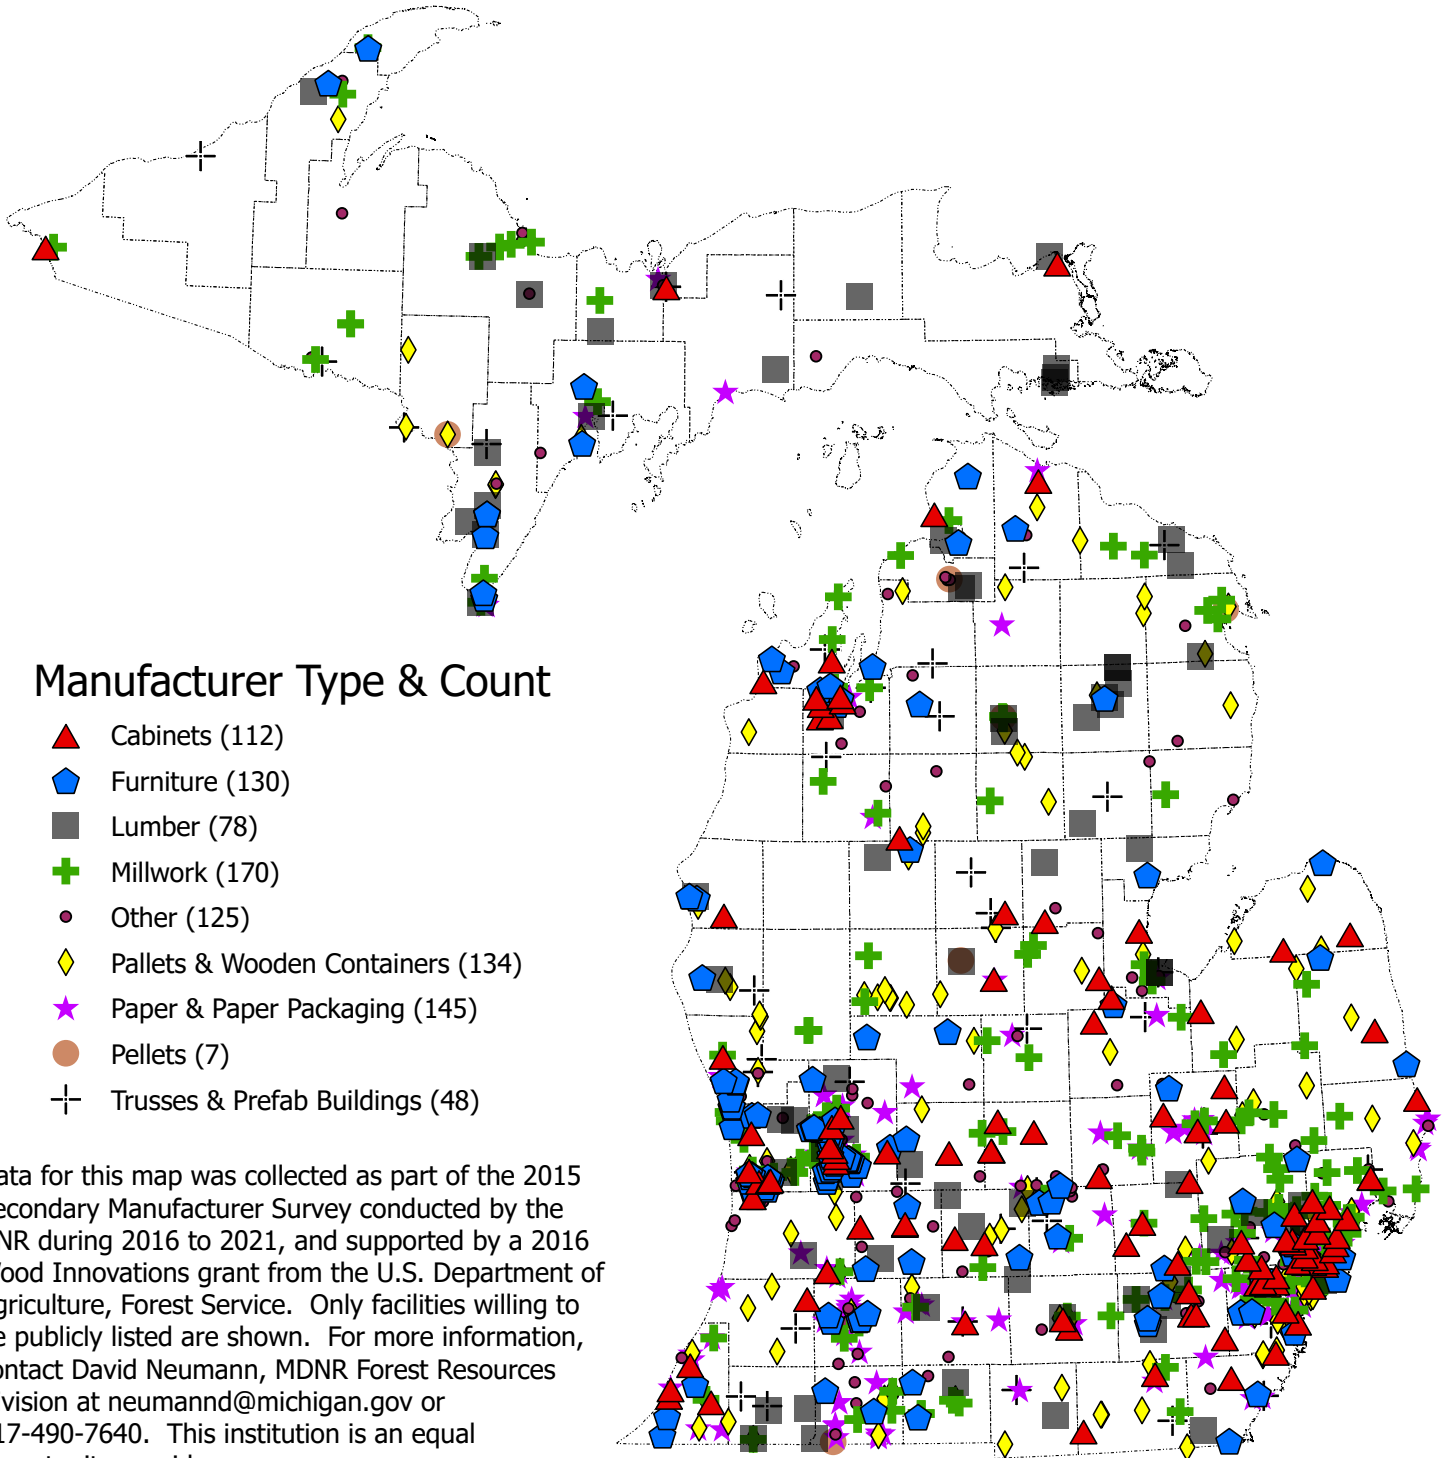 Manufacturer Type & Count
Cabinets (112)
Furniture (130)
Lumber (78)
Millwork (170)
Other (125)
Pallets & Wooden Containers (134)
Paper & Paper Packaging (145)
Pellets (7)
Trusses & Prefab Buildings (48)
ata for this map was collected as part of the 2015
econdary Manufacturer Survey conducted by the
NR during 2016 to 2021, and supported by a 2016
Wood Innovations grant from the U.S. Department of
griculture, Forest Service. Only facilities willing to
e publicly listed are shown. For more information,
ontact David Neumann, MDNR Forest Resources
ivision at neumannd@michigan.gov or
17-490-7640. This institution is an equal